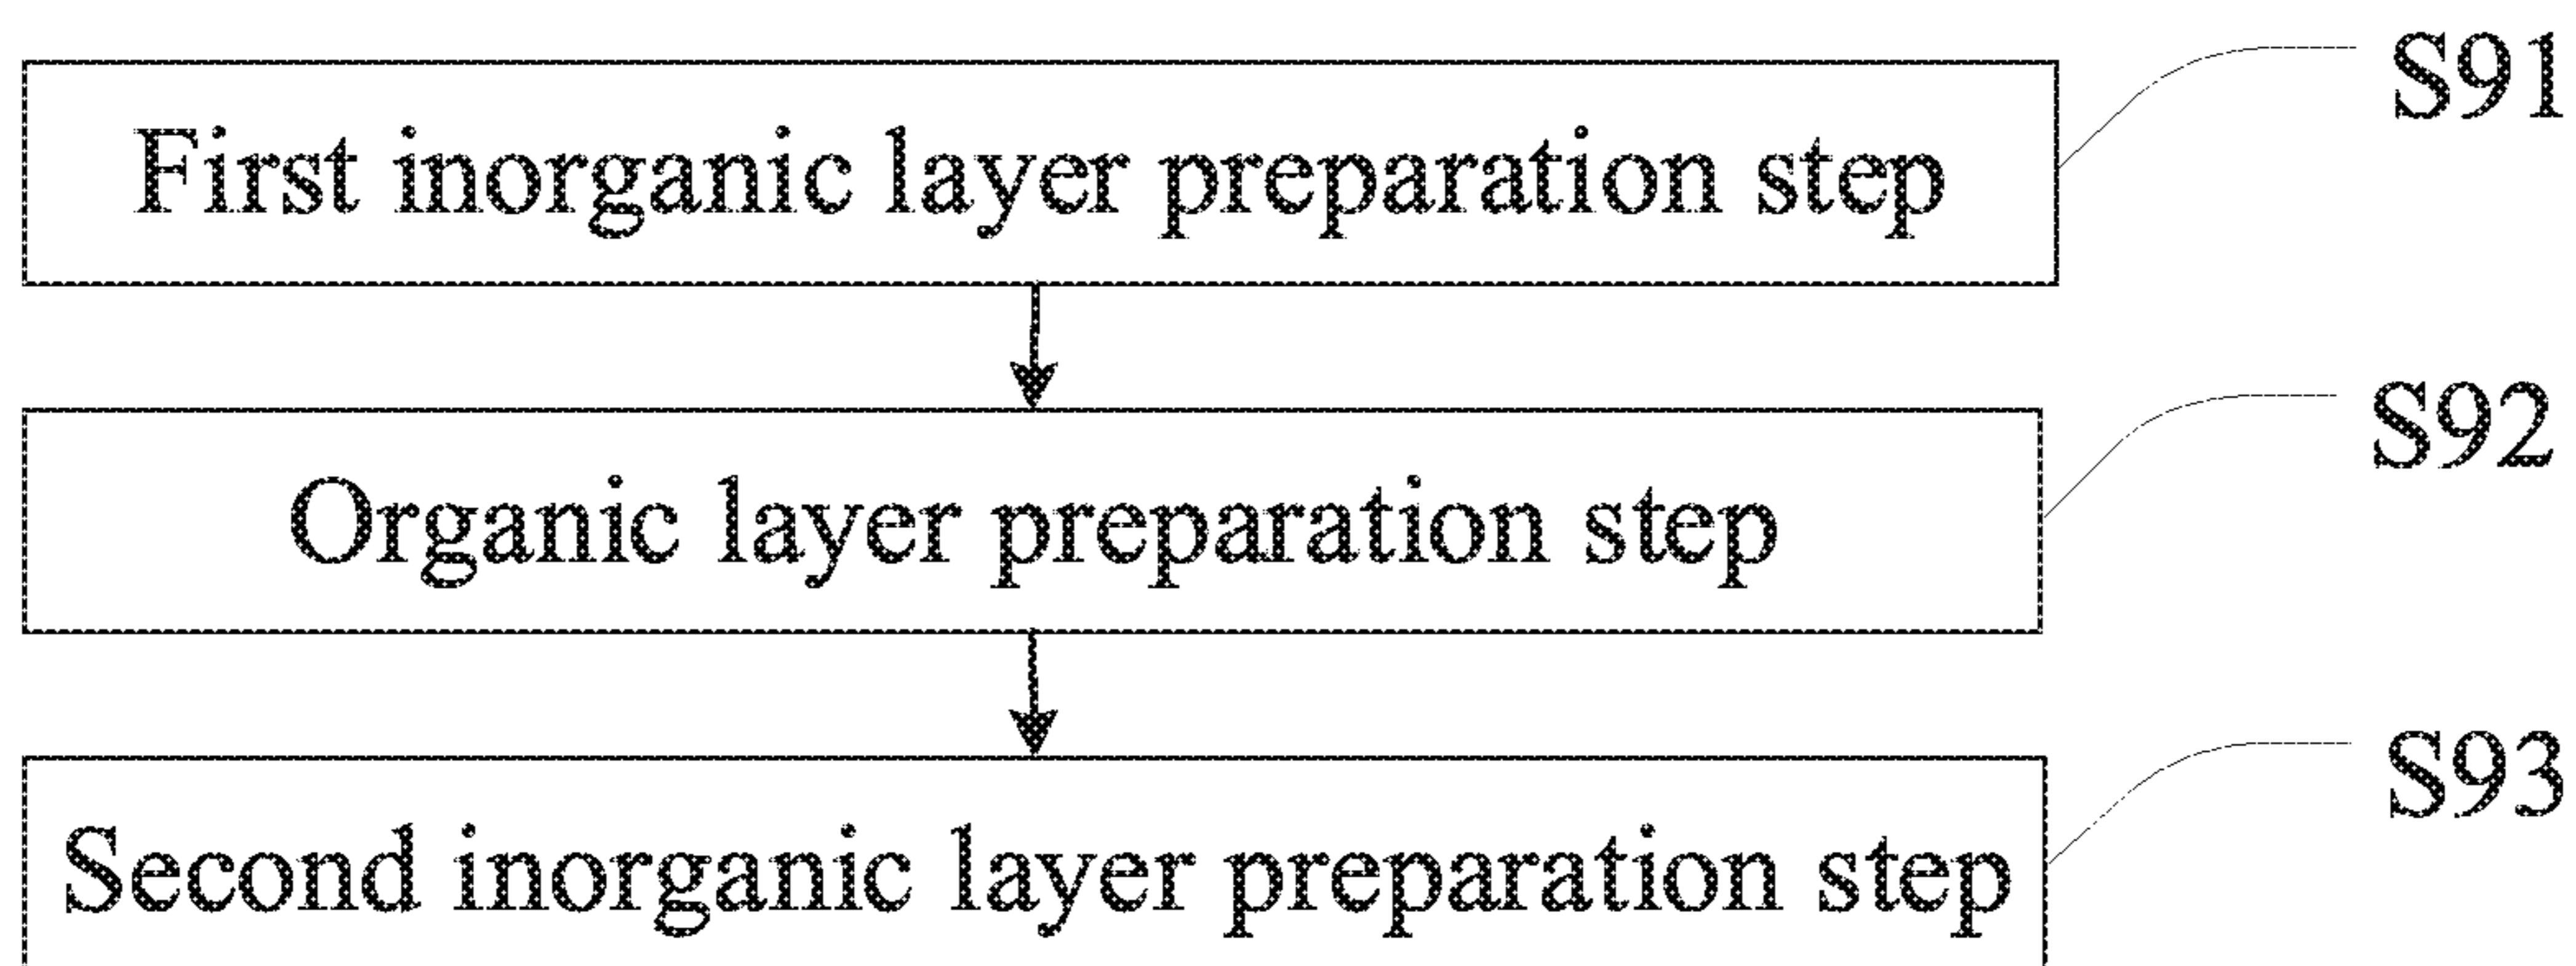 S91
First inorganic layer preparation step
S92
Organic layer preparation step
S93
Second inorganic layer preparation step